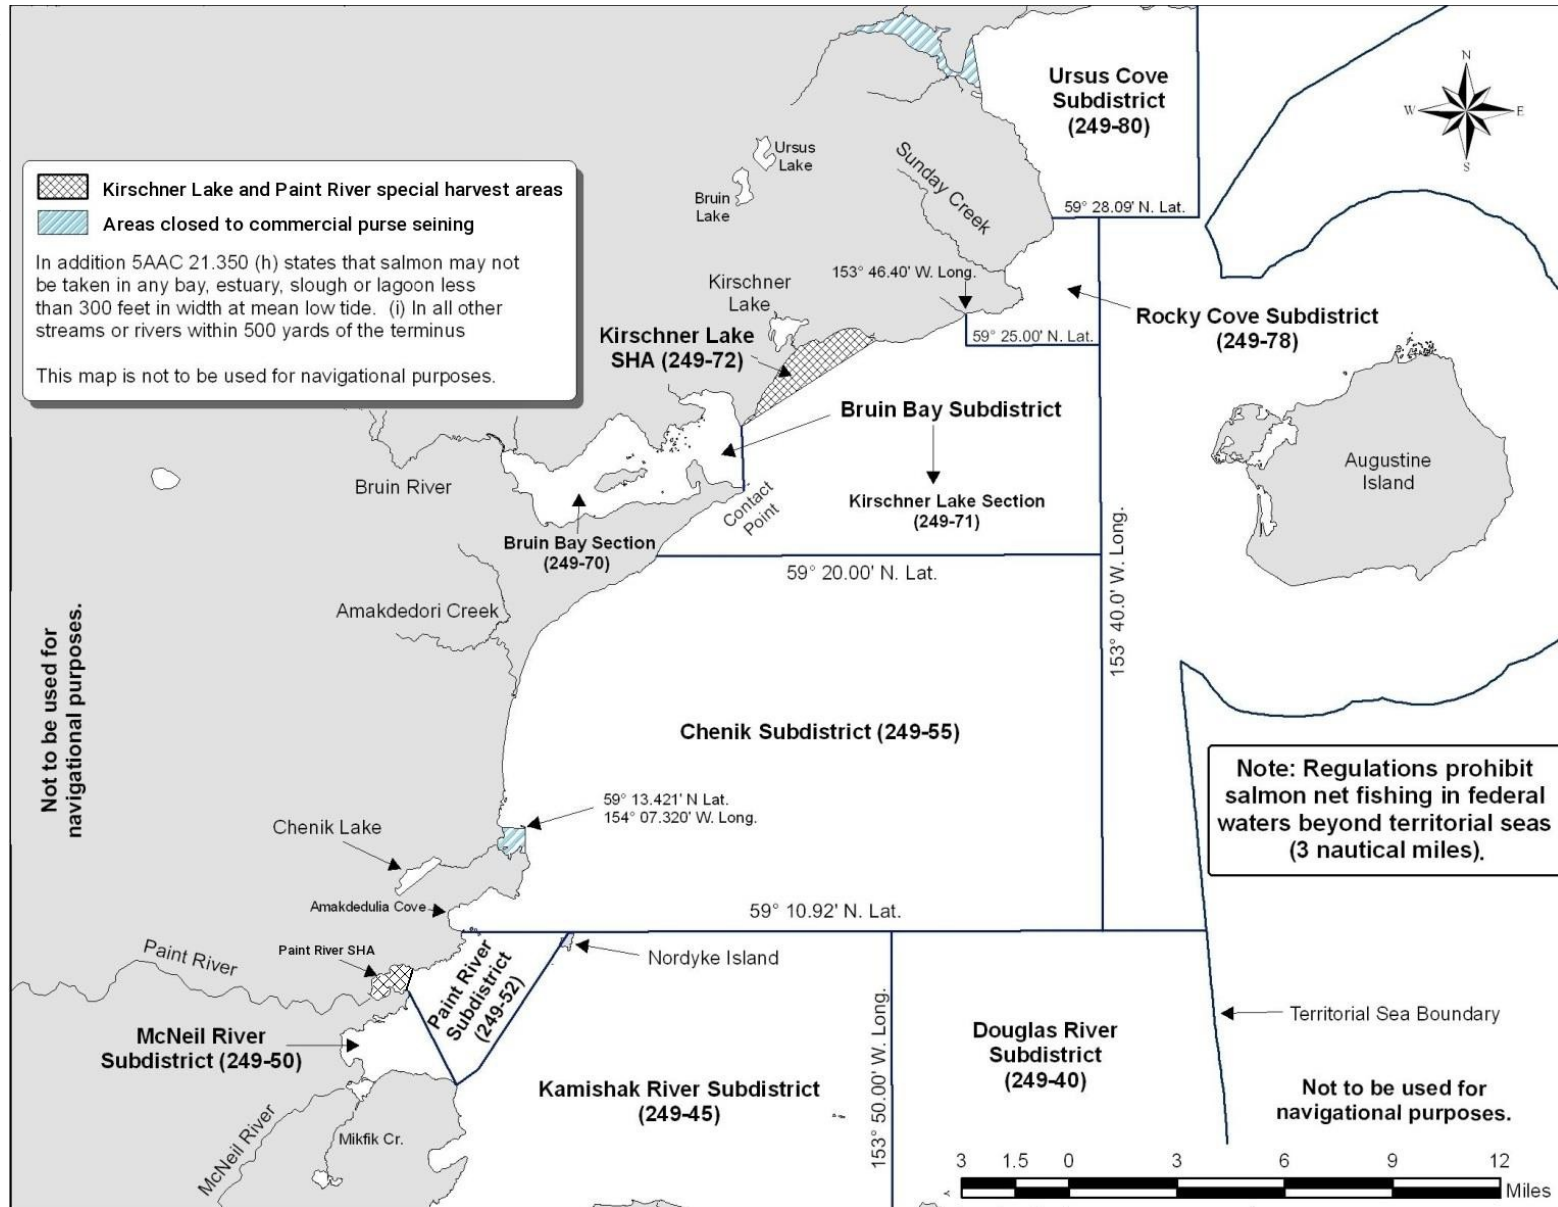 Ursus Cove
Subdistrict
(249-80)
N
W
E
S
Ursus
Lake
Bruin
Lake
Sunday Creek
59° 28.09' N. Lat.
Kirschner Lake and Paint River special harvest areas
Areas closed to commercial purse seining
In addition 5AAC 21.350 (h) states that salmon may not
be taken in any bay, estuary, slough or lagoon less
than 300 feet in width at mean low tide. (i) In all other
streams or rivers within 500 yards of the terminus
This map is not to be used for navigational purposes.
153° 46.40' W. Long.
Kirschner
Lake
Kirschner Lake
SHA (249-72)
59° 25.00' N. Lat.
Rocky Cove Subdistrict
(249-78)
Bruin Bay Subdistrict
Augustine
Island
Bruin River
Contact
Point
Kirschner Lake Section
(249-71)
Bruin Bay Section
(249-70)
59° 20.00' N. Lat.
153° 40.0' W. Long.
Amakdedori Creek
Not to be used for
navigational purposes.
Chenik Subdistrict (249-55)
Note: Regulations prohibit
salmon net fishing in federal
waters beyond territorial seas
(3 nautical miles).
59° 13.421' N Lat.
154° 07.320' W. Long.
Chenik Lake
Amakdedulia Cove
59° 10.92' N. Lat.
Paint River
Paint River SHA
Paint River
Subdistrict
(249-52)
Nordyke Island
Territorial Sea Boundary
McNeil River
Subdistrict (249-50)
Douglas River
Subdistrict
(249-40)
153° 50.00' W. Long.
Kamishak River Subdistrict
(249-45)
Not to be used for
navigational purposes.
McNeil River
Mikfik Cr.
3 1.5 0 3 6 9 12
Miles